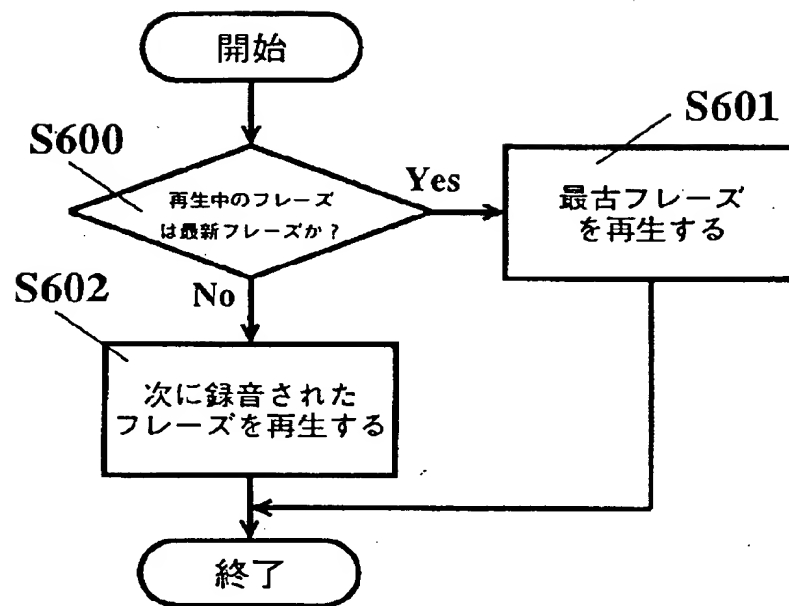 開始
S600
再生中のフレーズ
は最新フレーズか?
Yes
S601
最古フレーズ
を再生する
No
S602
次に録音された
フレーズを再生する
終了